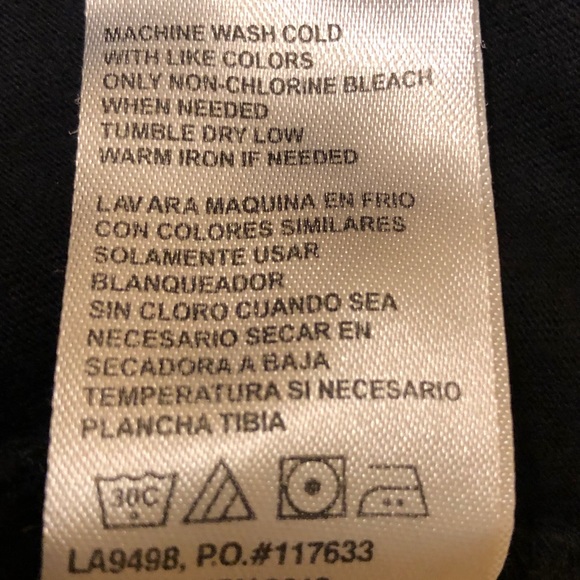 MACHINE WASH COLD
WITH LIKE COLORS
ONLY NON-CHLORINE BLEACH
WHEN NEEDED
TUMBLE DRY LOW
WARM IRON IF NEEDED
LAVAR A MAQUINA EN FRIO
CON COLORES SIMILARES
SOLAMENTE USAR
BLANQUEADOR
SIN CLORO CUANDO SEA
NECESARIO SECAR EN
SECADORA A BAJA
TEMPERATURA SI NECESARIO
PLANCHA TIBIA
30C
LA9498, P.O.#117633